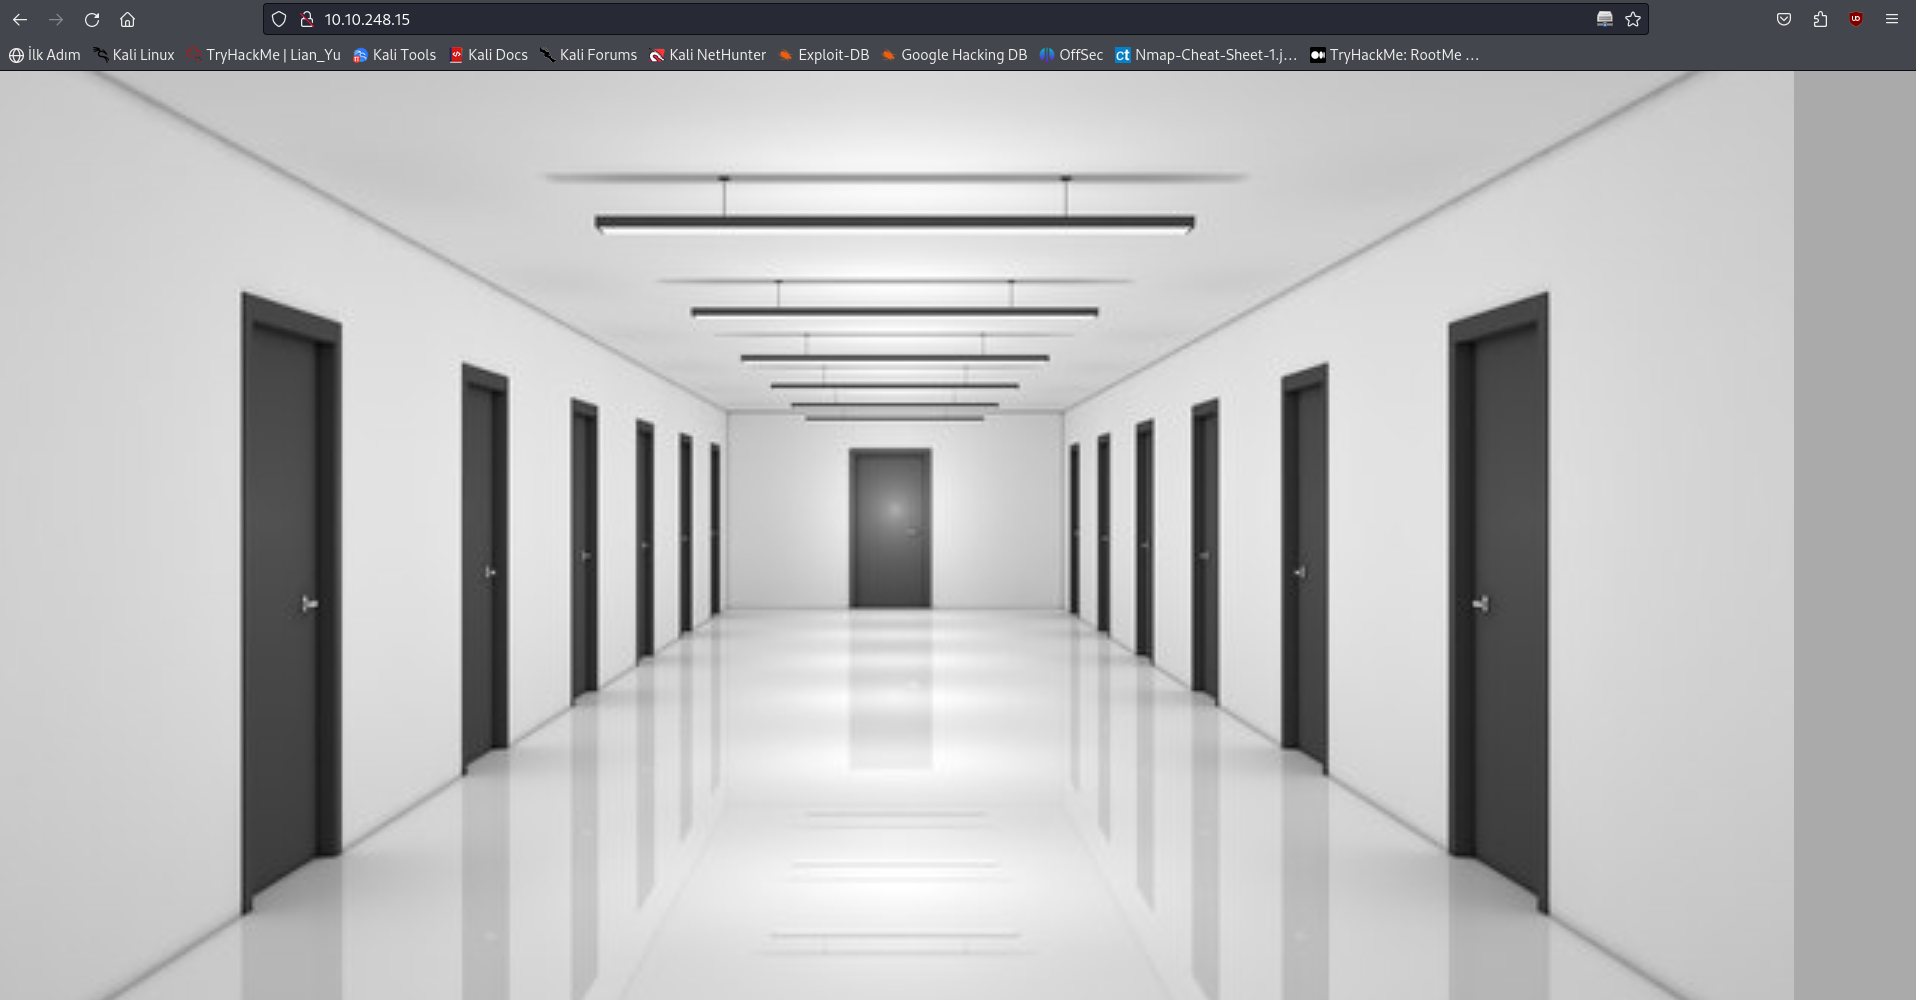 10.10.248.15
İlk Adım Kali Linux TryHackMe | Lian_Yu Kali Tools Kali Docs Kali Forums Kali NetHunter Exploit-DB Google Hacking DB OffSec ct Nmap-Cheat-Sheet-1.j… TryHackMe: RootMe …